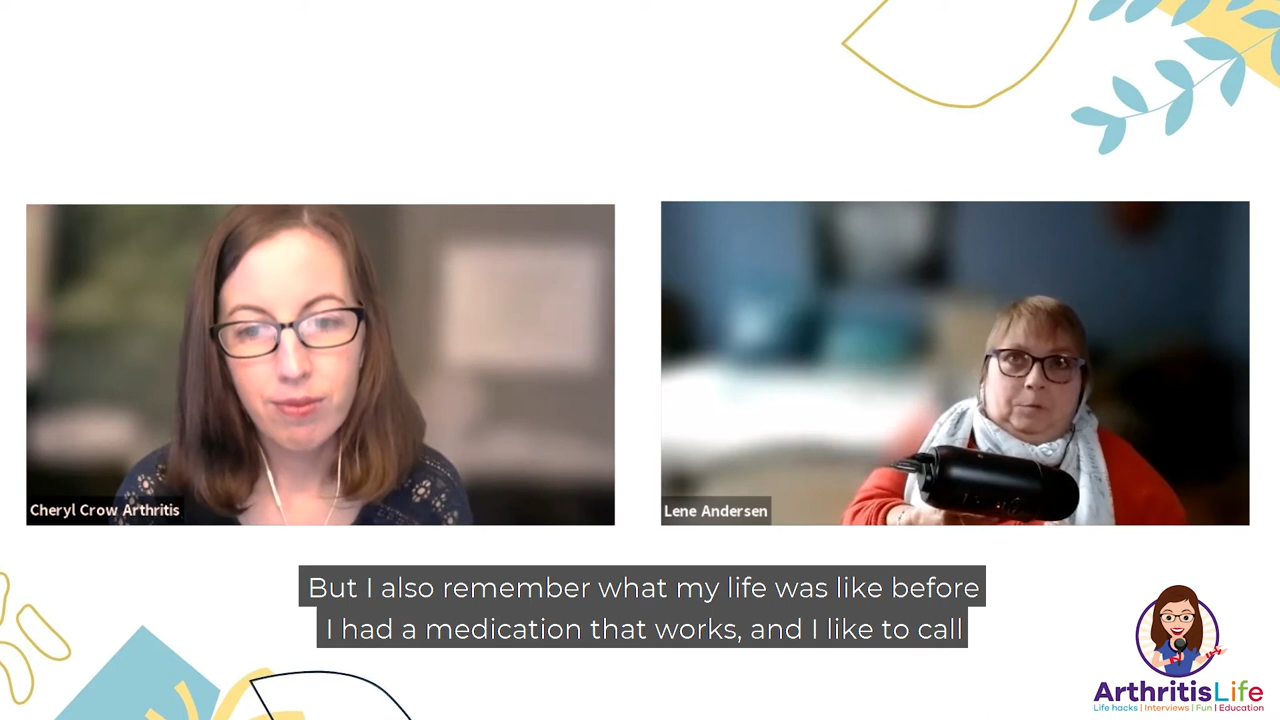 Cheryl Crow Arthritis
Lene Andersen
But I also remember what my life was like before
I had a medication that works, and I like to call
ArthritisLife
Life hacks | Interviews | Fun | Education